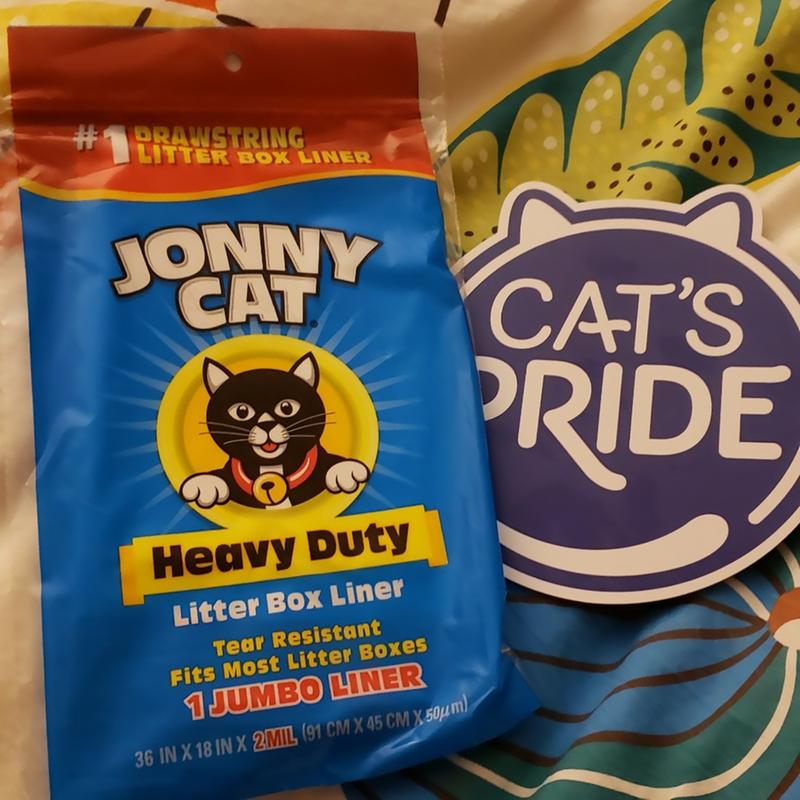 #1 DRAWSTRING
LITTER BOX LINER
JONNY
CAT®
Heavy Duty
Litter Box Liner
Tear Resistant
Fits Most Litter Boxes
1 JUMBO LINER
36 IN X 18 IN X 2MIL (91 CM X 45 CM X 50µm)
CAT'S
PRIDE